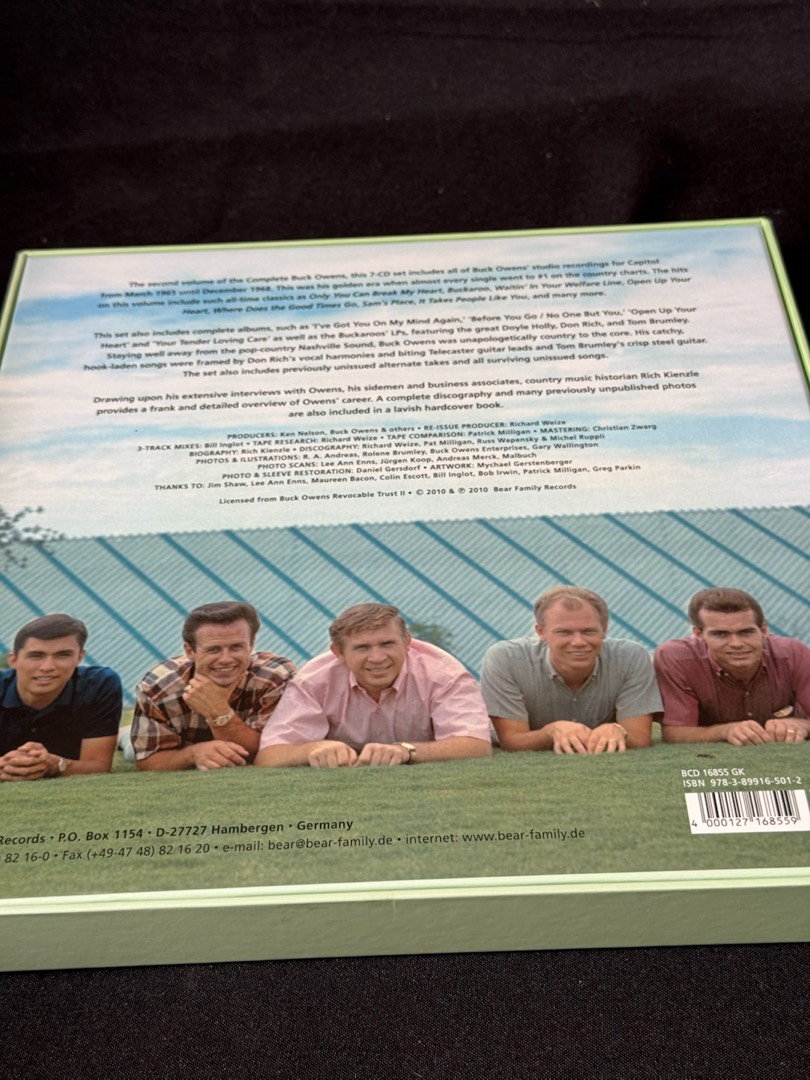 The second volume of the Complete Buck Owens, this 7-CD set includes all of Buck Owens' studio recordings for Capitol
from March 1965 until December 1968. This was his golden era when almost every single went to #1 on the country charts. The hits
on this volume include such all-time classics as Only You Can Break My Heart, Buckaroo, Waitin' In Your Welfare Line, Open Up Your
Heart, Where Does the Good Times Go, Sam's Place, It Takes People Like You, and many more.
This set also includes complete albums, such as 'I've Got You On My Mind Again,' 'Before You Go / No One But You,' 'Open Up Your
Heart' and 'Your Tender Loving Care' as well as the Buckaroos' LPs, featuring the great Doyle Holly, Don Rich, and Tom Brumley.
Staying well away from the pop-country Nashville Sound, Buck Owens was unapologetically country to the core. His catchy,
hook-laden songs were framed by Don Rich's vocal harmonies and biting Telecaster guitar leads and Tom Brumley's crisp steel guitar.
The set also includes previously unissued alternate takes and all surviving unissued songs.
Drawing upon his extensive interviews with Owens, his sidemen and business associates, country music historian Rich Kienzle
provides a frank and detailed overview of Owens' career. A complete discography and many previously unpublished photos
are also included in a lavish hardcover book.
PRODUCERS: Ken Nelson, Buck Owens & others • RE-ISSUE PRODUCER: Richard Weize
3-TRACK MIXES: Bill Inglot • TAPE RESEARCH: Richard Weize • TAPE COMPARISON: Patrick Milligan • MASTERING: Christian Zwarg
BIOGRAPHY: Rich Kienzle • DISCOGRAPHY: Richard Weize, Pat Milligan, Russ Wapensky & Michel Ruppli
PHOTOS & ILUSTRATIONS: R. A. Andreas, Rolene Brumley, Buck Owens Enterprises, Gary Wallington
PHOTO SCANS: Lee Ann Enns, Jürgen Koop, Andreas Merck, Malbuch
PHOTO & SLEEVE RESTORATION: Daniel Gersdorf • ARTWORK: Mychael Gerstenberger
THANKS TO: Jim Shaw, Lee Ann Enns, Maureen Bacon, Colin Escott, Bill Inglot, Bob Irwin, Patrick Milligan, Greg Parkin
Licensed from Buck Owens Revocable Trust II • © 2010 & ℗ 2010 Bear Family Records
BCD 16855 GK
ISBN 978-3-89916-501-2
4 000127 168559
Records • P.O. Box 1154 • D-27727 Hambergen • Germany
82 16-0 • Fax (+49-47 48) 82 16 20 • e-mail: bear@bear-family.de • internet: www.bear-family.de